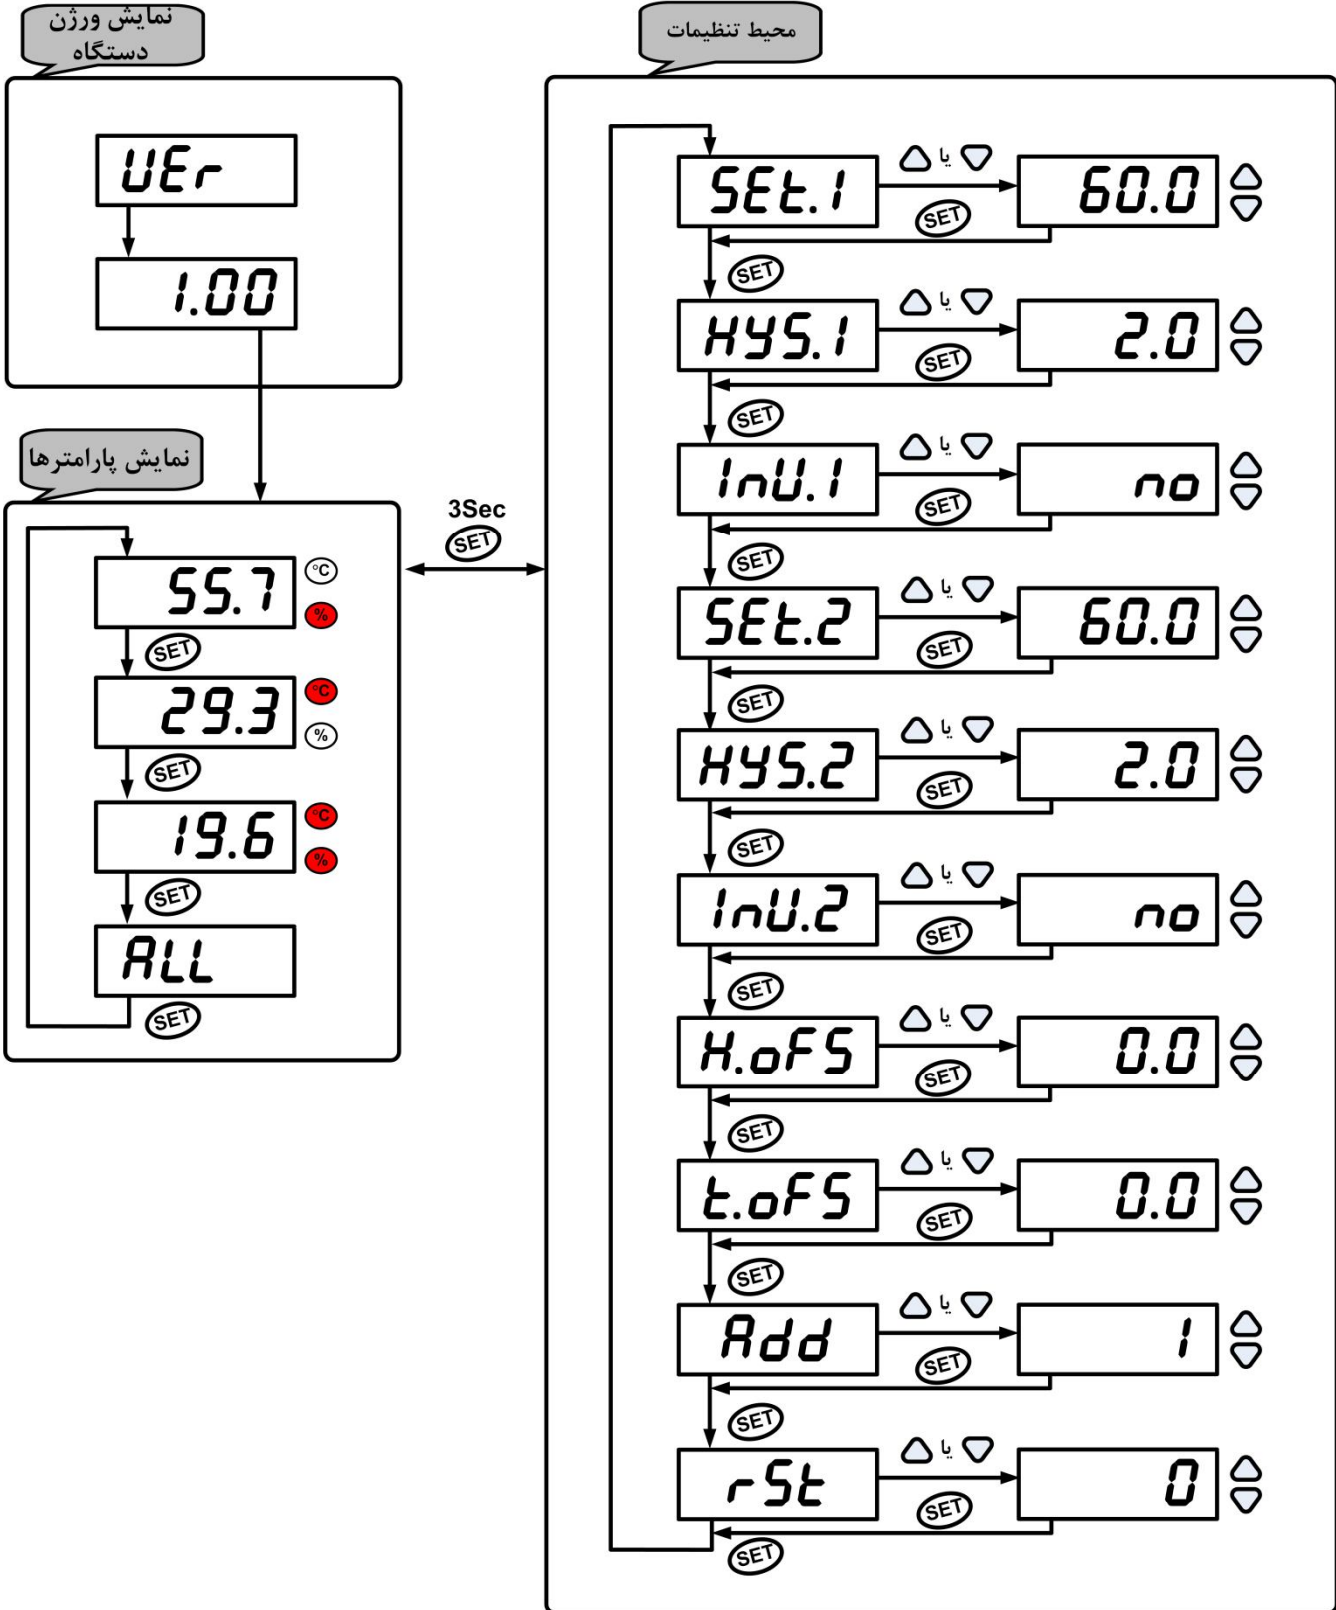 نمایش ورژن
دستگاه
VEr
1.00
نمایش پارامترها
55.7
°C
%
SET
29.3
°C
%
SET
19.6
°C
%
SET
ALL
SET
3Sec
SET
محیط تنظیمات
SEt.1
یا
SET
60.0
SET
HYS.1
یا
SET
2.0
SET
InV.1
یا
SET
no
SET
SEt.2
یا
SET
60.0
SET
HYS.2
یا
SET
2.0
SET
InV.2
یا
SET
no
SET
H.oFS
یا
SET
0.0
SET
t.oFS
یا
SET
0.0
SET
Add
یا
SET
1
SET
rSt
یا
SET
0
SET